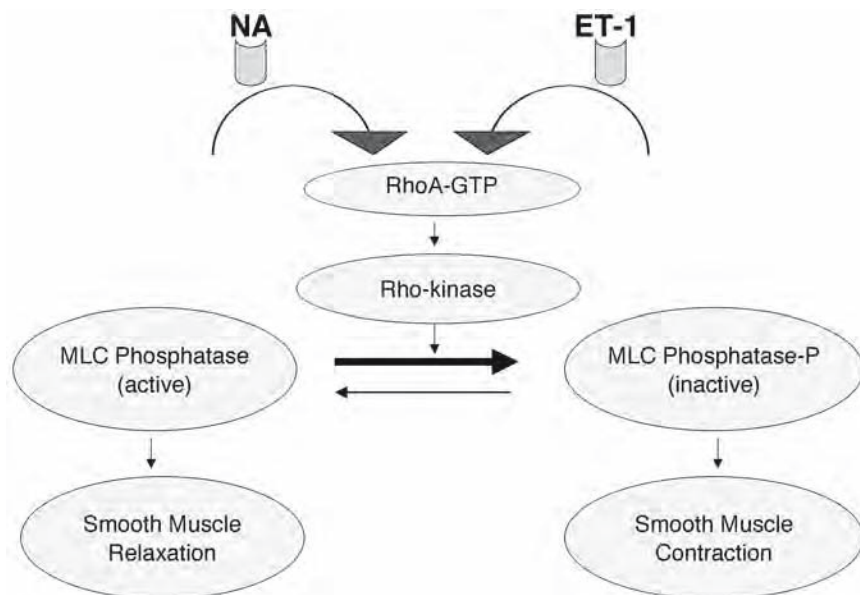 NA
ET-1
RhoA-GTP
Rho-kinase
MLC Phosphatase
(active)
MLC Phosphatase-P
(inactive)
Smooth Muscle
Relaxation
Smooth Muscle
Contraction